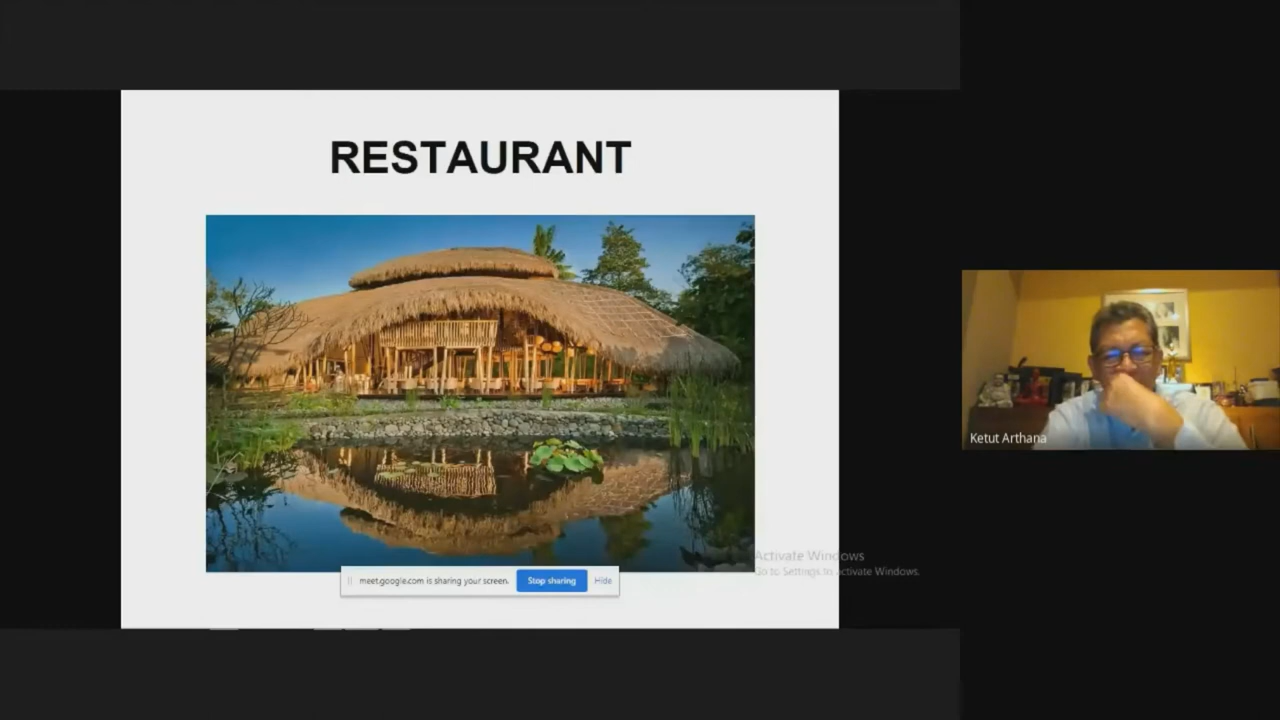 RESTAURANT
meet.google.com is sharing your screen.
Stop sharing
Hide
Activate Windows
Go to Settings to activate Windows.
Ketut Arthana